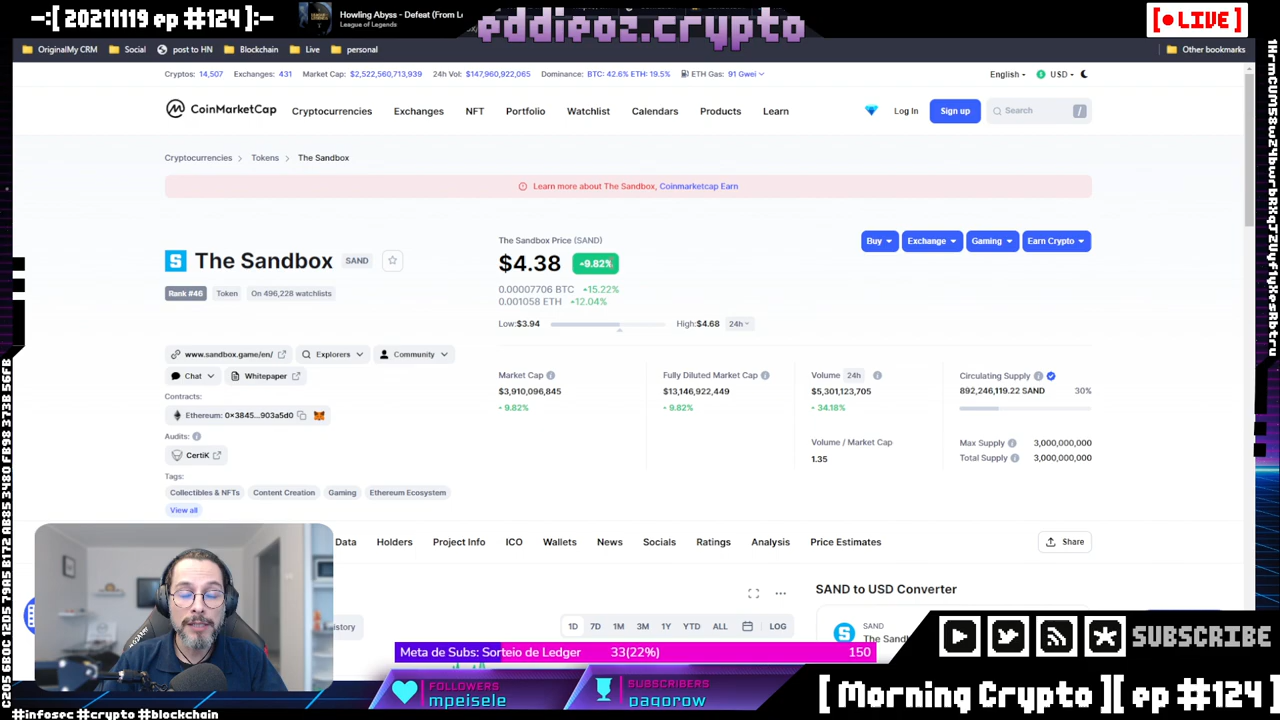 -:[ 20211119 ep #124 ]:-
Howling Abyss - Defeat (From L
League of Legends
eddieoz.crypto
[●LIVE]
OriginalMy CRM
Social
post to HN
Blockchain
Live
personal
Other bookmarks
Cryptos: 14,507 Exchanges: 431 Market Cap: $2,522,560,713,939 24h Vol: $147,960,922,065 Dominance: BTC: 42.6% ETH: 19.5% ETH Gas: 91 Gwei
English USD
CoinMarketCap Cryptocurrencies Exchanges NFT Portfolio Watchlist Calendars Products Learn
Log In Sign up Search /
Cryptocurrencies > Tokens > The Sandbox
Learn more about The Sandbox, Coinmarketcap Earn
S The Sandbox SAND
Rank #46 Token On 496,228 watchlists
The Sandbox Price (SAND)
$4.38 9.82%
0.00007706 BTC 15.22%
0.001058 ETH 12.04%
Low:$3.94 High:$4.68 24h
Buy Exchange Gaming Earn Crypto
www.sandbox.game/en/ Explorers Community
Chat Whitepaper
Contracts:
Ethereum: 0x3845...903a5d0
Audits:
CertiK
Tags:
Collectibles & NFTs Content Creation Gaming Ethereum Ecosystem
View all
Market Cap
$3,910,096,845
9.82%
Fully Diluted Market Cap
$13,146,922,449
9.82%
Volume 24h
$5,301,123,705
34.18%
Volume / Market Cap
1.35
Circulating Supply
892,246,119.22 SAND 30%
Max Supply 3,000,000,000
Total Supply 3,000,000,000
Data Holders Project Info ICO Wallets News Socials Ratings Analysis Price Estimates
Share
istory
1D 7D 1M 3M 1Y YTD ALL LOG
SAND to USD Converter
S SAND
The Sand
Meta de Subs: Sorteio de Ledger 33(22%) 150
FOLLOWERS
mpeisele
SUBSCRIBERS
pagorow
SUBSCRIBE
[ Morning Crypto ][ ep #124 ]
#infosec #crypto #blockchain